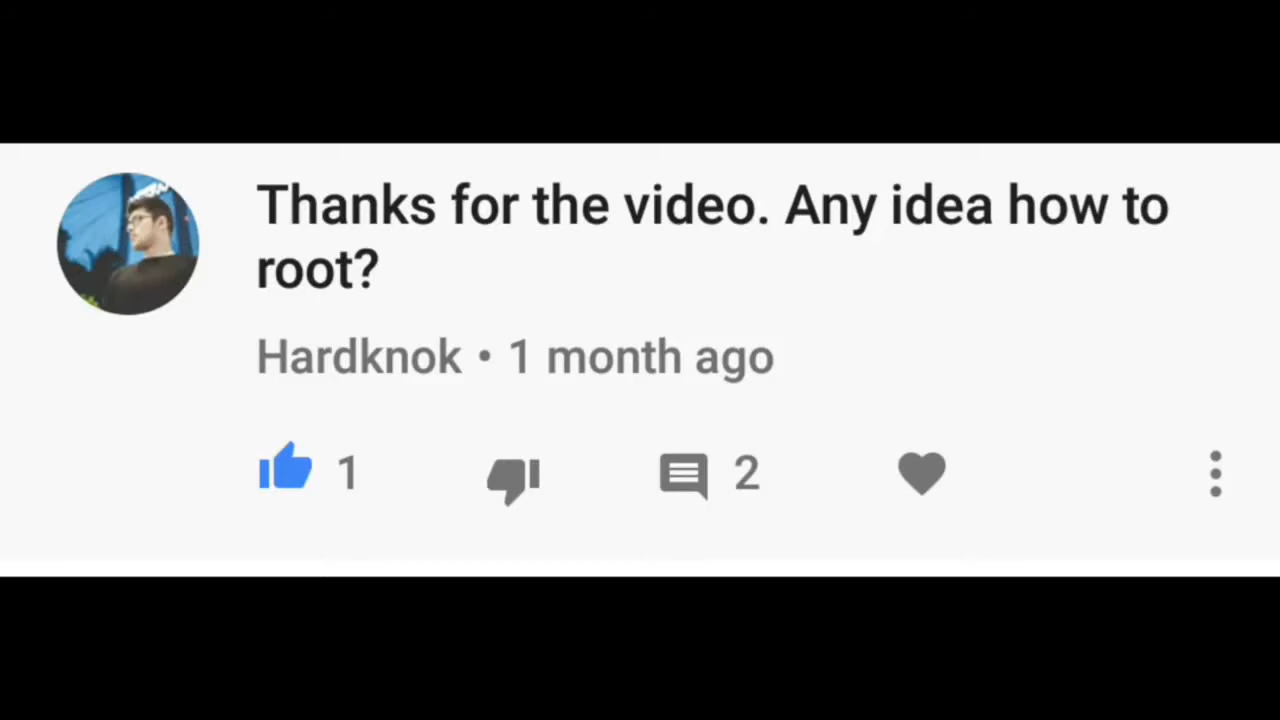 Thanks for the video. Any idea how to
root?
Hardknok • 1 month ago
1 2